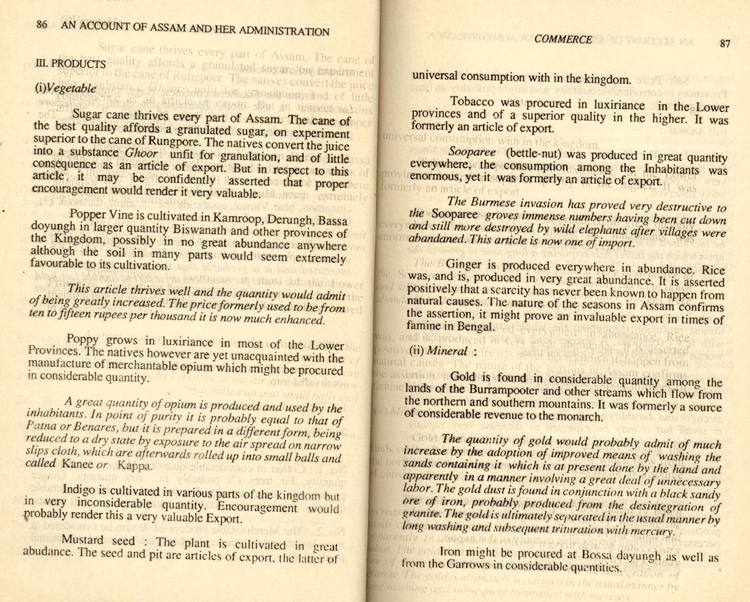 86 AN ACCOUNT OF ASSAM AND HER ADMINISTRATION
III. PRODUCTS
(i)Vegetable
Sugar cane thrives every part of Assam. The cane of
the best quality affords a granulated sugar, on experiment
superior to the cane of Rungpore. The natives convert the juice
into a substance Ghoor unfit for granulation, and of little
consequence as an article of export. But in respect to this
article it may be confidently asserted that proper
encouragement would render it very valuable.
Popper Vine is cultivated in Kamroop, Derungh, Bassa
doyungh in larger quantity Biswanath and other provinces of
the Kingdom, possibly in no great abundance anywhere
although the soil in many parts would seem extremely
favourable to its cultivation.
This article thrives well and the quantity would admit
of being greatly increased. The price formerly used to be from
ten to fifteen rupees per thousand it is now much enhanced.
Poppy grows in luxuriance in most of the Lower
Provinces. The natives however are yet unacquainted with the
manufacture of merchantable opium which might be procured
in considerable quantity.
A great quantity of opium is produced and used by the
inhabitants. In point of purity it is probably equal to that of
Patna or Benares, but it is prepared in a different form, being
reduced to a dry state by exposure to the air spread on narrow
slips cloth, which are afterwards rolled up into small balls and
called Kanee or Kappa.
Indigo is cultivated in various parts of the kingdom but
in very inconsiderable quantity. Encouragement would
probably render this a very valuable Export.
Mustard seed : The plant is cultivated in great
abudance. The seed and pit are articles of export, the latter of
COMMERCE 87
universal consumption with in the kingdom.
Tobacco was procured in luxiriance in the Lower
provinces and of a superior quality in the higher. It was
formerly an article of export.
Sooparee (bettle-nut) was produced in great quantity
everywhere, the consumption among the Inhabitants was
enormous, yet it was formerly an article of export.
The Burmese invasion has proved very destructive to
the Sooparee groves immense numbers having been cut down
and still more destroyed by wild elephants after villages were
abandaned. This article is now one of import.
Ginger is produced everywhere in abundance. Rice
was, and is, produced in very great abundance. It is asserted
positively that a scarcity has never been known to happen from
natural causes. The nature of the seasons in Assam confirms
the assertion, it might prove an invaluable export in times of
famine in Bengal.
(ii) Mineral :
Gold is found in considerable quantity among the
lands of the Burrampooter and other streams which flow from
the northern and southern mountains. It was formerly a source
of considerable revenue to the monarch.
The quantity of gold would probably admit of much
increase by the adoption of improved means of washing the
sands containing it which is at present done by the hand and
apparently in a manner involving a great deal of unnecessary
labor. The gold dust is found in conjunction with a black sandy
ore of iron, probably produced from the desintegration of
granite. The gold is ultimately separated in the usual manner by
long washing and subsequent trituration with mercury.
Iron might be procured at Bossa dayungh as well as
from the Garrows in considerable quantities.